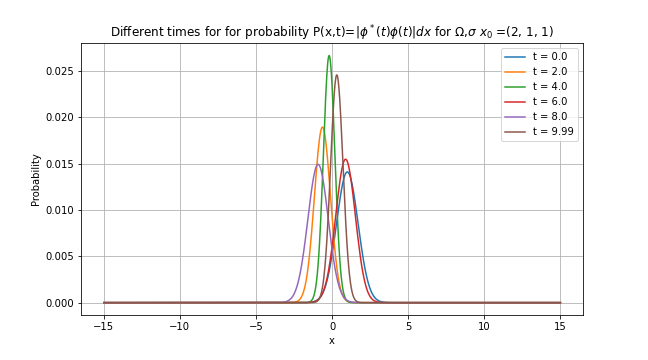 Different times for for probability P(x,t)=|ϕ*(t)ϕ(t)|dx for Ω,σ x₀ =(2, 1, 1)
t = 0.0
t = 2.0
t = 4.0
t = 6.0
t = 8.0
t = 9.99
Probability
0.025
0.020
0.015
0.010
0.005
0.000
−15
−10
−5
0
5
10
15
x